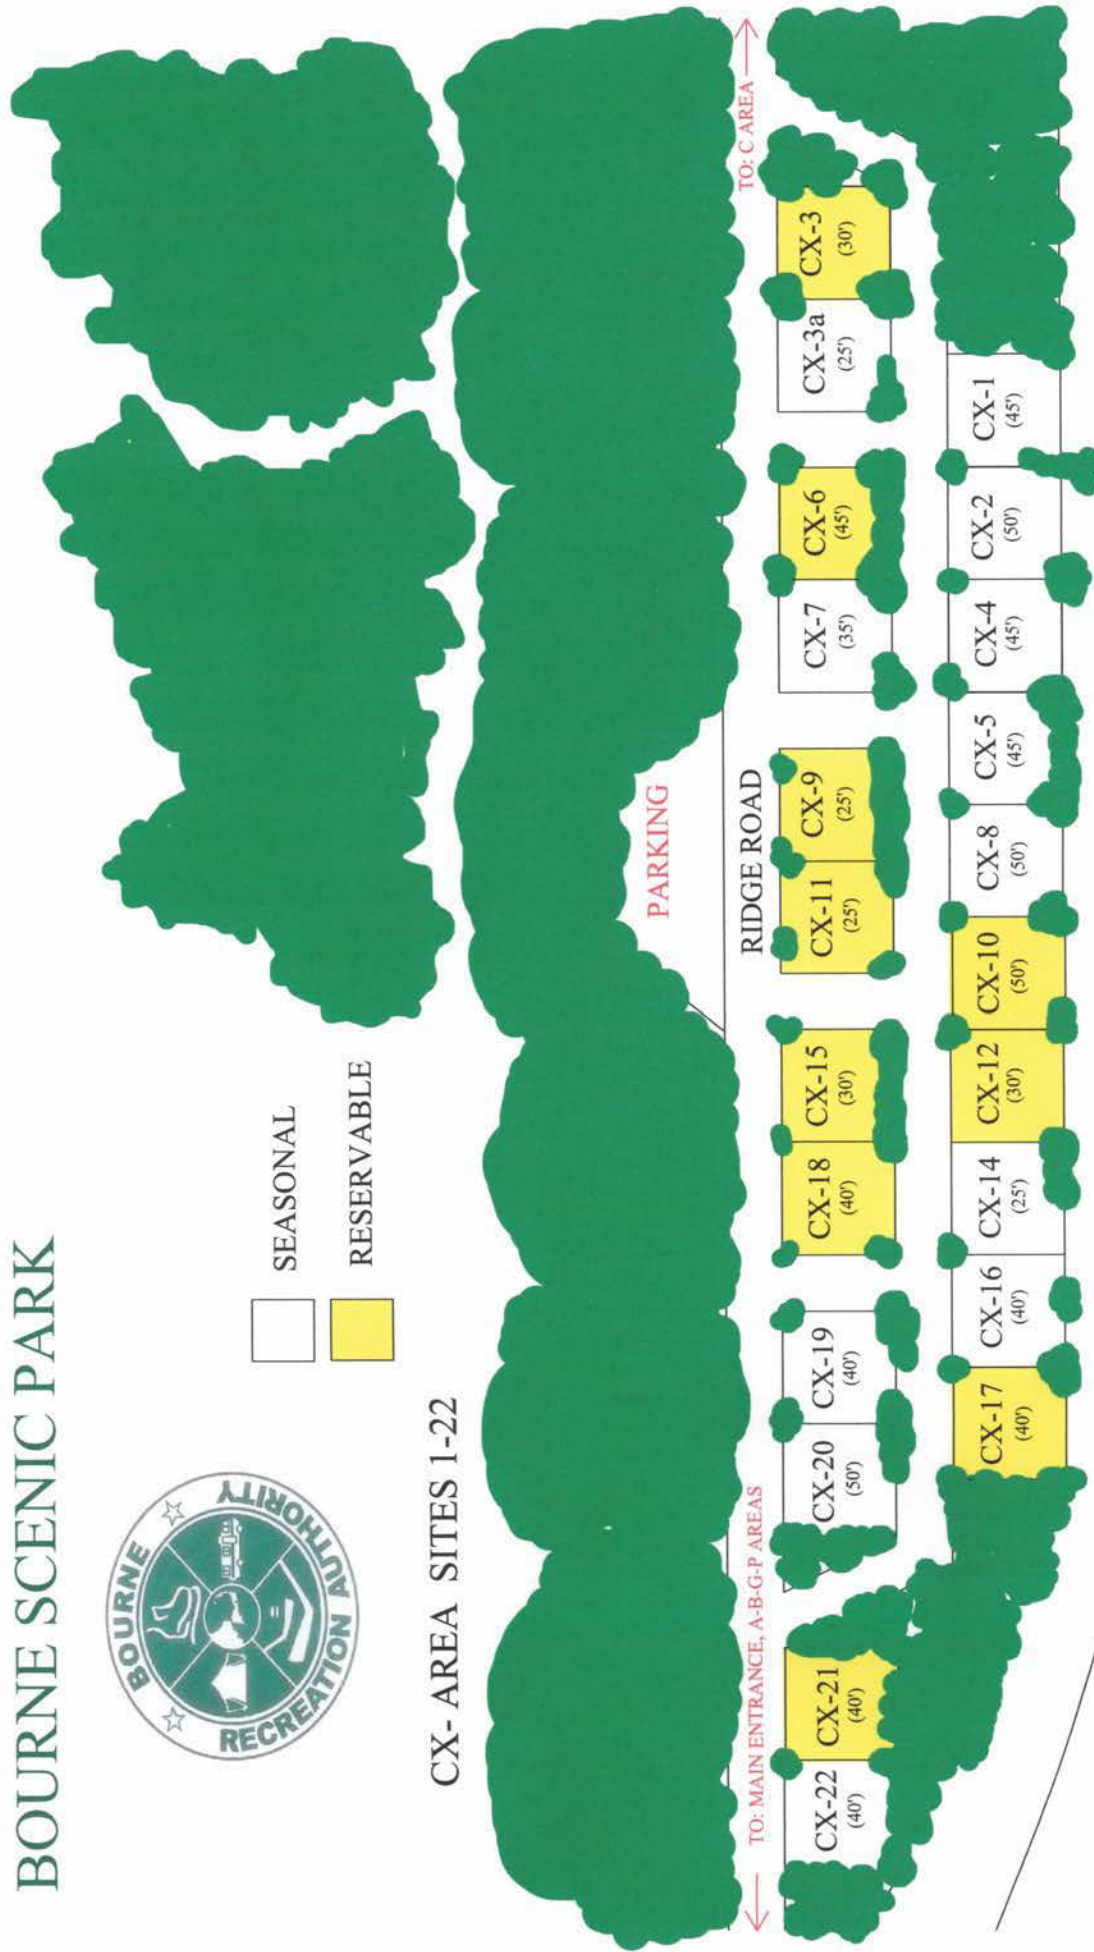 BOURNE SCENIC PARK
BOURNE
RECREATION AUTHORITY
SEASONAL
RESERVABLE
CX- AREA SITES 1-22
PARKING
TO: MAIN ENTRANCE, A-B-G-P AREAS
RIDGE ROAD
TO: C AREA
CX-22
(40')
CX-21
(40')
CX-20
(50')
CX-19
(40')
CX-18
(40')
CX-15
(30')
CX-11
(25')
CX-9
(25')
CX-7
(35')
CX-6
(45')
CX-3a
(25')
CX-3
(30')
CX-17
(40')
CX-16
(40')
CX-14
(25')
CX-12
(30')
CX-10
(50')
CX-8
(50')
CX-5
(45')
CX-4
(45')
CX-2
(50')
CX-1
(45')